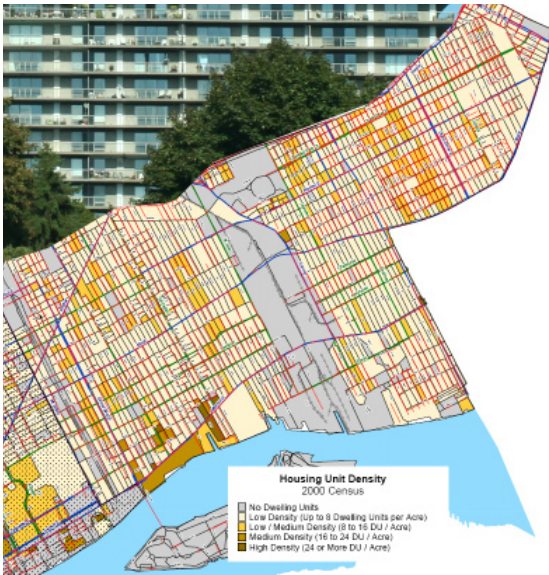 Housing Unit Density
2000 Census
No Dwelling Units
Low Density (Up to 8 Dwelling Units per Acre)
Low / Medium Density (8 to 16 DU / Acre)
Medium Density (16 to 24 DU / Acre)
High Density (24 or More DU / Acre)